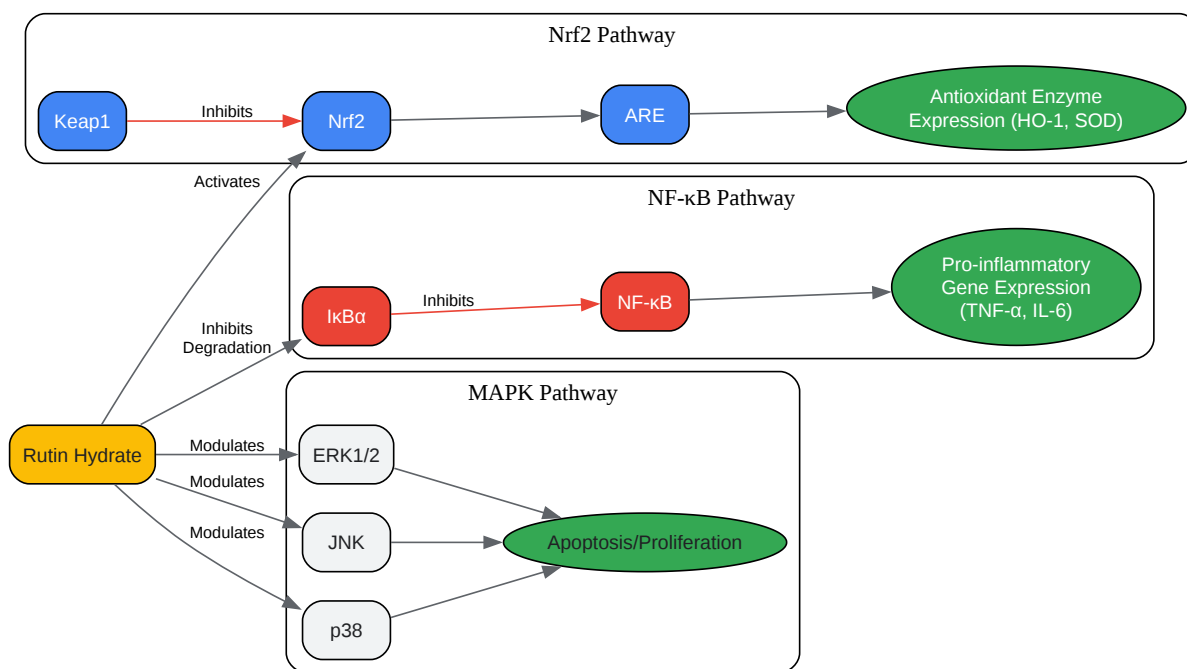 Nrf2 Pathway
Keap1
Inhibits
Nrf2
ARE
Antioxidant Enzyme
Expression (HO-1, SOD)
Activates
NF-κB Pathway
IκBα
Inhibits
NF-κB
Pro-inflammatory
Gene Expression
(TNF-α, IL-6)
Inhibits
Degradation
MAPK Pathway
Rutin Hydrate
Modulates
ERK1/2
Modulates
JNK
Apoptosis/Proliferation
Modulates
p38